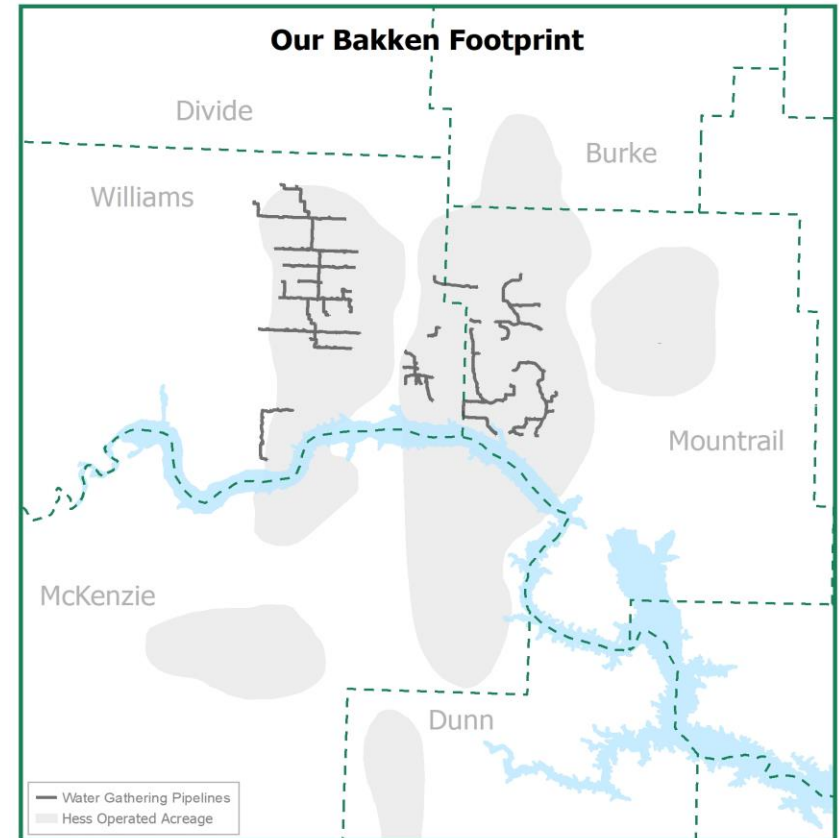 Our Bakken Footprint
Divide
Burke
Williams
Mountrail
McKenzie
Dunn
Water Gathering Pipelines
Hess Operated Acreage